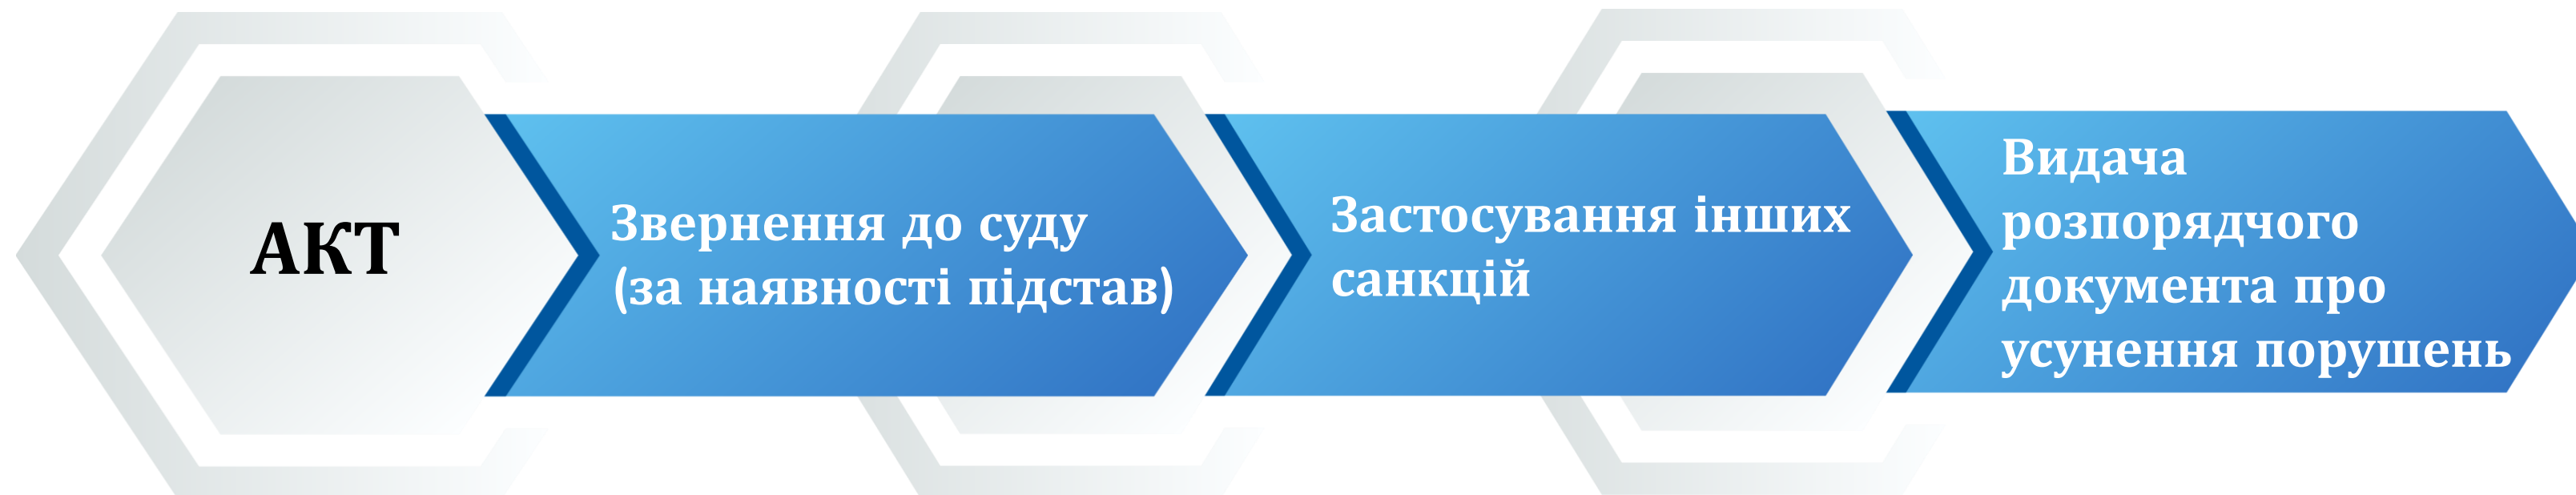 АКТ
Звернення до суду
(за наявності підстав)
Застосування інших
санкцій
Видача
розпорядчого
документа про
усунення порушень